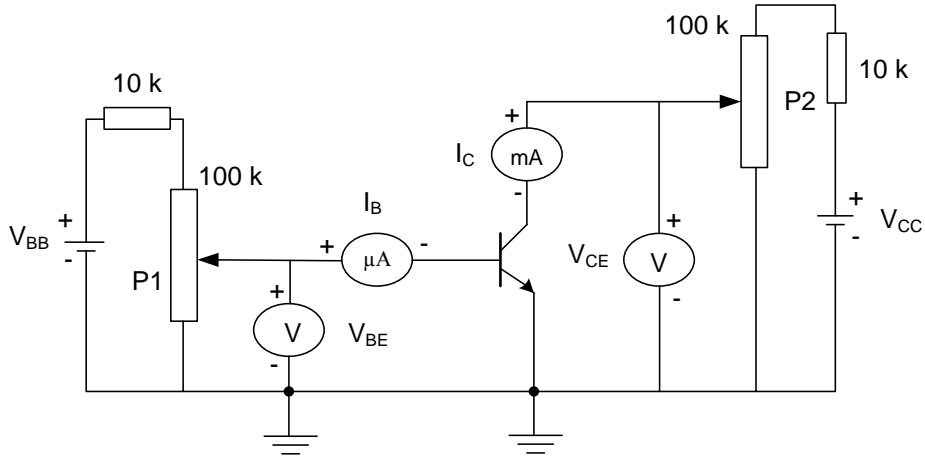 100 k
10 k
P2
10 k
+
I_C
mA
-
100 k
I_B
+
V_BB
-
P1
+
µA
-
+
V
-
V_BE
V_CE
+
V
-
+
V_CC
-